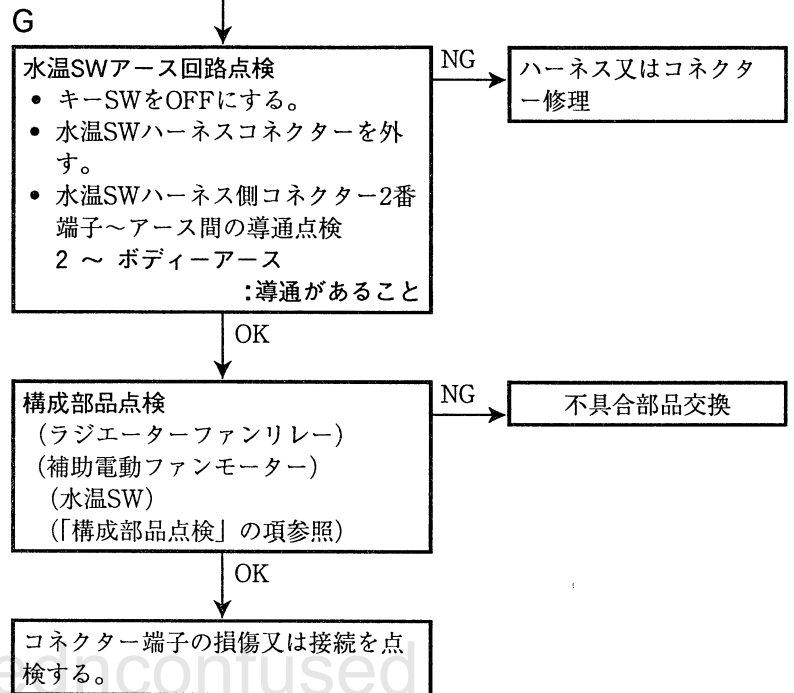 G
水温SWアース回路点検
● キーSWをOFFにする。
● 水温SWハーネスコネクターを外
す。
● 水温SWハーネス側コネクター2番
端子～アース間の導通点検
2 ～ ボディーアース
:導通があること
NG
ハーネス又はコネクタ
ー修理
OK
構成部品点検
(ラジエーターファンリレー)
(補助電動ファンモーター)
(水温SW)
(「構成部品点検」の項参照)
NG
不具合部品交換
OK
コネクター端子の損傷又は接続を点
検する。
ednconfused